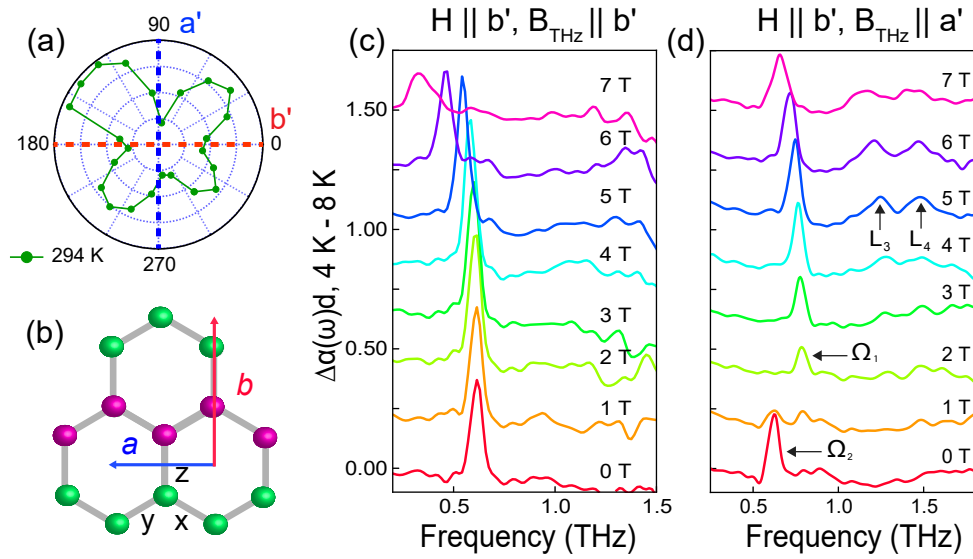 (a)
90
a'
b'
180
0
270
294 K
(b)
a
b
z
y
x
(c)
H || b', B_THz || b'
7 T
6 T
5 T
4 T
3 T
2 T
1 T
0 T
1.50
1.00
0.50
0.00
Δα(ω)d, 4 K - 8 K
0.5
1.0
1.5
Frequency (THz)
(d)
H || b', B_THz || a'
7 T
6 T
5 T
L_3
L_4
4 T
3 T
2 T
Ω_1
1 T
0 T
Ω_2
0.5
1.0
1.5
Frequency (THz)